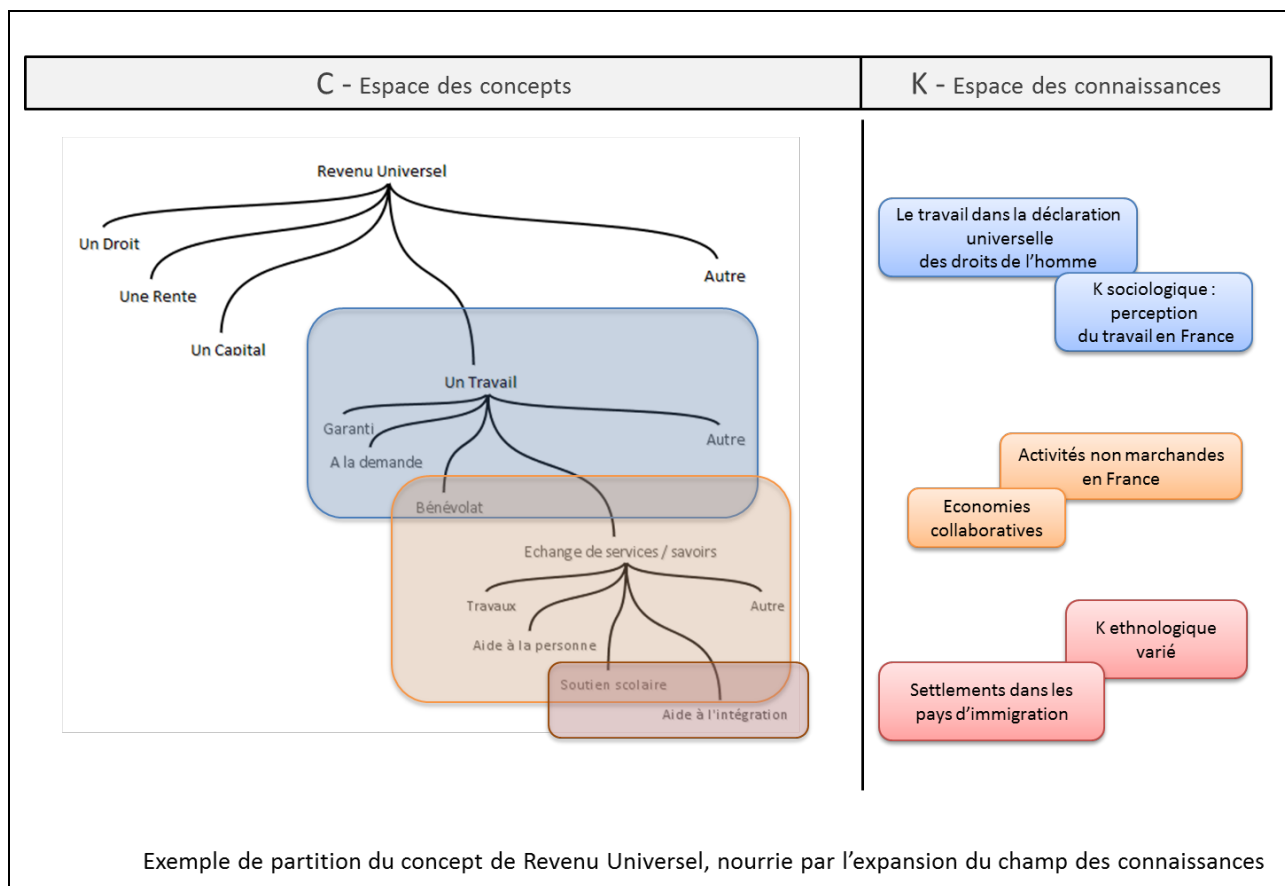 C - Espace des concepts
K - Espace des connaissances
Revenu Universel
Un Droit
Une Rente
Un Capital
Autre
Un Travail
Garanti
A la demande
Bénévolat
Autre
Echange de services / savoirs
Travaux
Aide à la personne
Soutien scolaire
Aide à l'intégration
Autre
Le travail dans la déclaration
universelle
des droits de l'homme
K sociologique :
perception
du travail en France
Activités non marchandes
en France
Economies
collaboratives
K ethnologique
varié
Settlements dans les
pays d'immigration
Exemple de partition du concept de Revenu Universel, nourrie par l'expansion du champ des connaissances